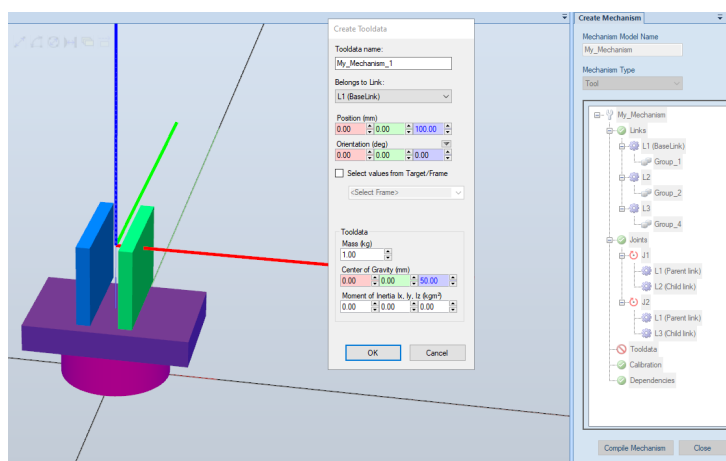 Create Tooldata
Tooldata name:
My_Mechanism_1
Belongs to Link:
L1 (BaseLink)
Position (mm)
0.00 0.00 100.00
Orientation (deg)
0.00 0.00 0.00
Select values from Target/Frame
<Select Frame>
Tooldata
Mass (kg)
1.00
Center of Gravity (mm)
0.00 0.00 50.00
Moment of Inertia Ix, Iy, Iz (kgm²)
0.00 0.00 0.00
OK Cancel
Create Mechanism
Mechanism Model Name
My_Mechanism
Mechanism Type
Tool
My_Mechanism
Links
L1 (BaseLink)
Group_1
L2
Group_2
L3
Group_4
Joints
J1
L1 (Parent link)
L2 (Child link)
J2
L1 (Parent link)
L3 (Child link)
Tooldata
Calibration
Dependencies
Compile Mechanism Close